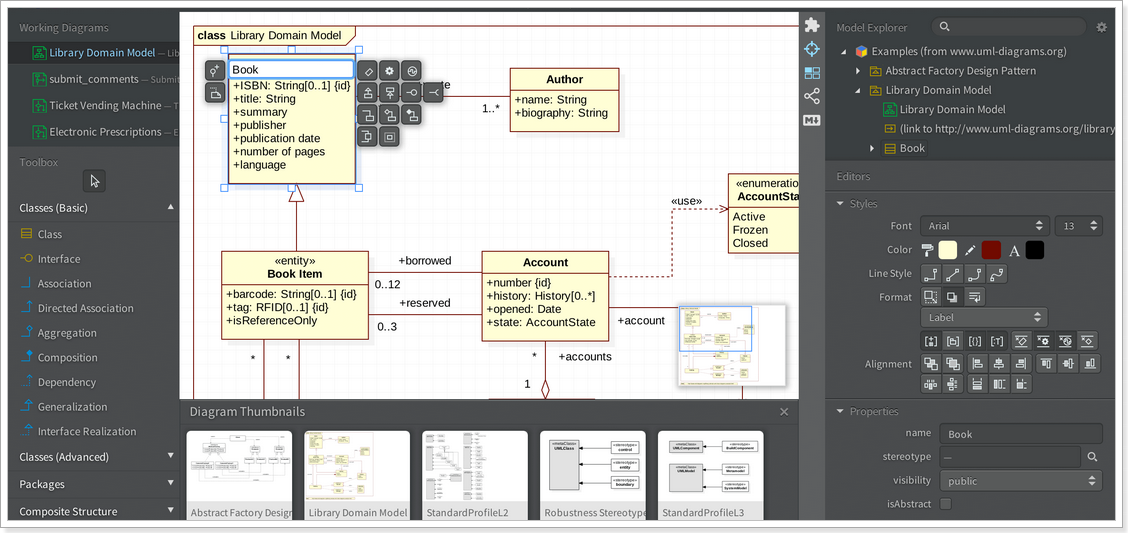 Working Diagrams
Library Domain Model — Lib
submit_comments — Submit
Ticket Vending Machine —
Electronic Prescriptions —
Toolbox
Classes (Basic)
Class
Interface
Association
Directed Association
Aggregation
Composition
Dependency
Generalization
Interface Realization
Classes (Advanced)
Packages
Composite Structure
class Library Domain Model
Book
+ISBN: String[0..1] {id}
+title: String
+summary
+publisher
+publication date
+number of pages
+language
1..*
Author
+name: String
+biography: String
«use»
«enumeratio
AccountSta
Active
Frozen
Closed
«entity»
Book Item
+barcode: String[0..1] {id}
+tag: RFID[0..1] {id}
+isReferenceOnly
+borrowed
0..12
+reserved
0..3
Account
+number {id}
+history: History[0..*]
+opened: Date
+state: AccountState
+account
*
*
*
+accounts
1
Diagram Thumbnails
Abstract Factory Design
Library Domain Model
StandardProfileL2
Robustness Stereotype
StandardProfileL3
M+
Model Explorer
Examples (from www.uml-diagrams.org)
Abstract Factory Design Pattern
Library Domain Model
Library Domain Model
(link to http://www.uml-diagrams.org/library
Book
Editors
Styles
Font
Arial
13
Color
A
Line Style
Format
Label
Alignment
Properties
name
Book
stereotype
—
visibility
public
isAbstract